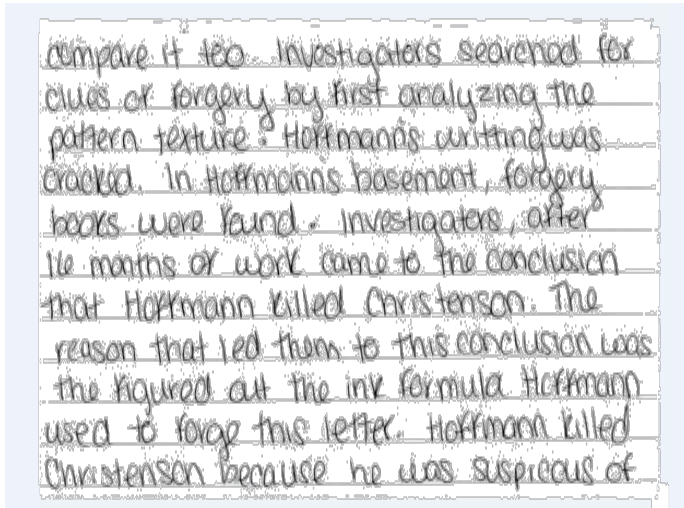 compare it too. Investigators searched for
clues of forgery by first analyzing the
pattern texture. Hoffmann's writing was
cracked. In Hoffmann's basement, forgery
books were found. Investigators, after
16 months of work came to the conclusion
that Hoffmann killed Christenson. The
reason that led them to this conclusion was
the figured out the ink formula Hoffmann
used to forge this letter. Hoffmann killed
Christenson because he was suspicous of